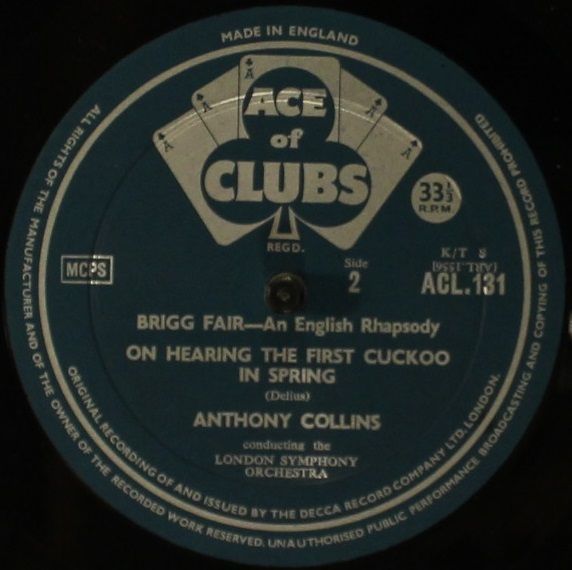 MADE IN ENGLAND
A
A
A
A
A
ACE
of
CLUBS
REGD.
33⅓
R.P.M.
MCPS
Side
2
K/T S
(ARL.1556)
ACL.131
BRIGG FAIR—An English Rhapsody
ON HEARING THE FIRST CUCKOO
IN SPRING
(Delius)
ANTHONY COLLINS
conducting the
LONDON SYMPHONY
ORCHESTRA
ORIGINAL RECORDING OF AND ISSUED BY THE DECCA RECORD COMPANY LTD. LONDON.
ALL RIGHTS OF THE MANUFACTURER AND OF THE OWNER OF THE RECORDED WORK RESERVED. UNAUTHORISED PUBLIC PERFORMANCE BROADCASTING AND COPYING OF THIS RECORD PROHIBITED